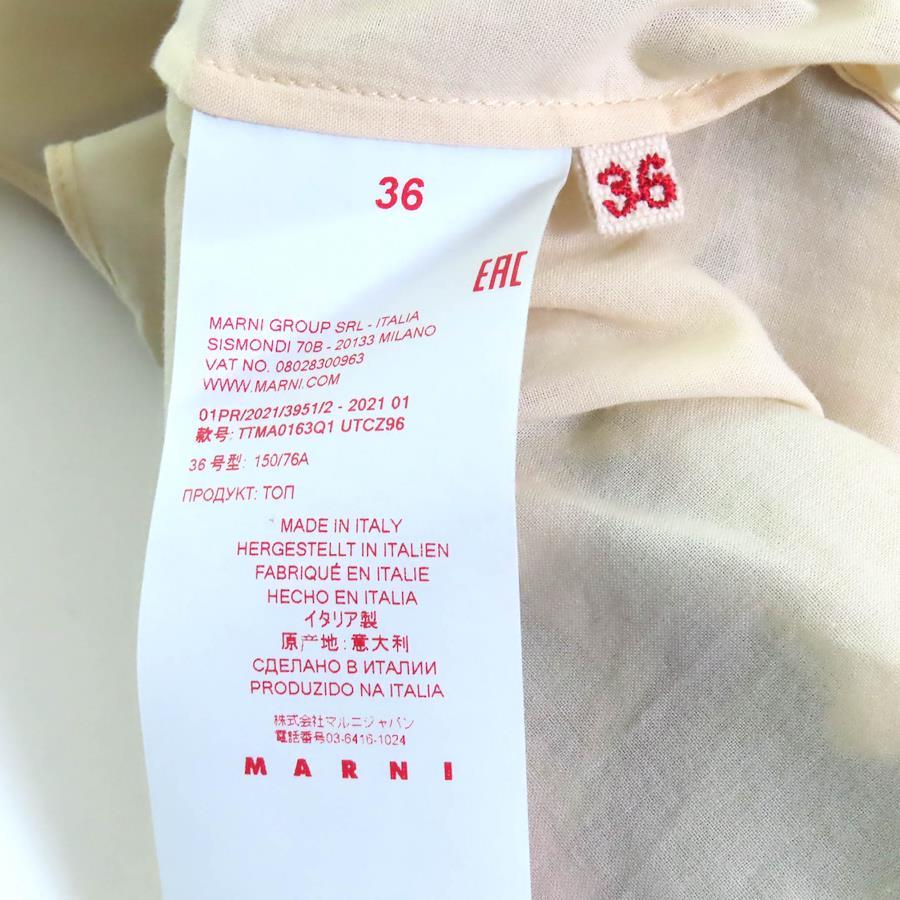 36
36
EAC
MARNI GROUP SRL - ITALIA
SISMONDI 70B - 20133 MILANO
VAT NO. 08028300963
WWW.MARNI.COM
01PR/2021/3951/2 - 2021 01
款号: TTMA0163Q1 UTCZ96
36 号型: 150/76A
ПРОДУКТ: ТОП
MADE IN ITALY
HERGESTELLT IN ITALIEN
FABRIQUÉ EN ITALIE
HECHO EN ITALIA
イタリア製
原产地: 意大利
СДЕЛАНО В ИТАЛИИ
PRODUZIDO NA ITALIA
株式会社マルニジャパン
電話番号03-6416-1024
MARNI